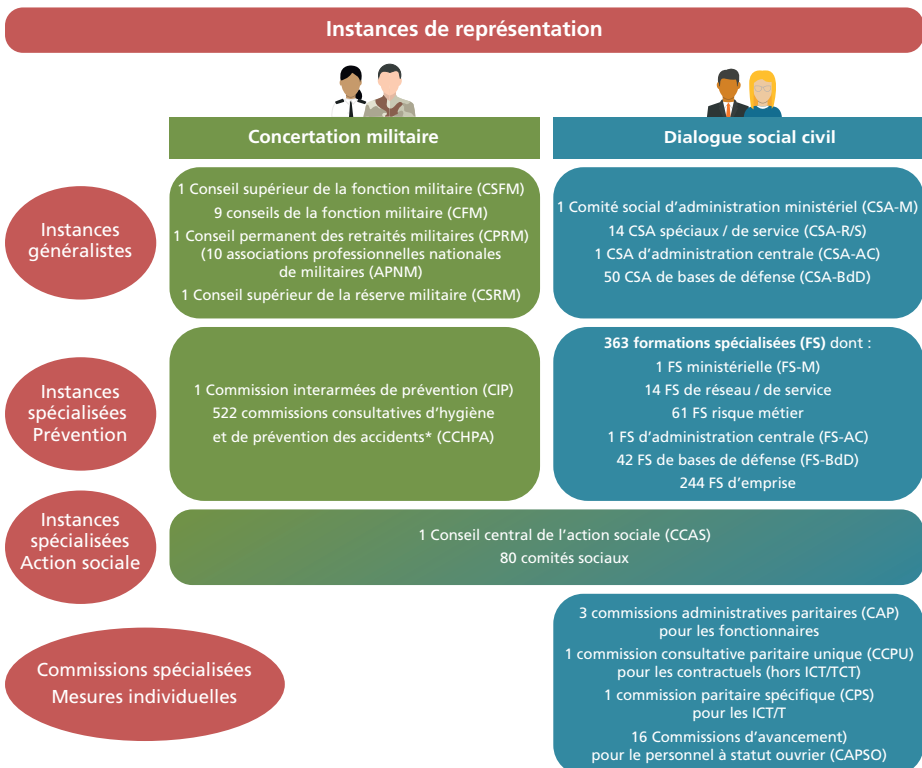 Instances de représentation
Concertation militaire
Dialogue social civil
Instances
généralistes
1 Conseil supérieur de la fonction militaire (CSFM)
9 conseils de la fonction militaire (CFM)
1 Conseil permanent des retraités militaires (CPRM)
(10 associations professionnelles nationales
de militaires (APNM)
1 Conseil supérieur de la réserve militaire (CSRM)
1 Comité social d'administration ministériel (CSA-M)
14 CSA spéciaux / de service (CSA-R/S)
1 CSA d'administration centrale (CSA-AC)
50 CSA de bases de défense (CSA-BdD)
Instances
spécialisées
Prévention
1 Commission interarmées de prévention (CIP)
522 commissions consultatives d'hygiène
et de prévention des accidents* (CCHPA)
363 formations spécialisées (FS) dont :
1 FS ministérielle (FS-M)
14 FS de réseau / de service
61 FS risque métier
1 FS d'administration centrale (FS-AC)
42 FS de bases de défense (FS-BdD)
244 FS d'emprise
Instances
spécialisées
Action sociale
1 Conseil central de l'action sociale (CCAS)
80 comités sociaux
Commissions spécialisées
Mesures individuelles
3 commissions administratives paritaires (CAP)
pour les fonctionnaires
1 commission consultative paritaire unique (CCPU)
pour les contractuels (hors ICT/TCT)
1 commission paritaire spécifique (CPS)
pour les ICT/T
16 Commissions d'avancement)
pour le personnel à statut ouvrier (CAPSO)